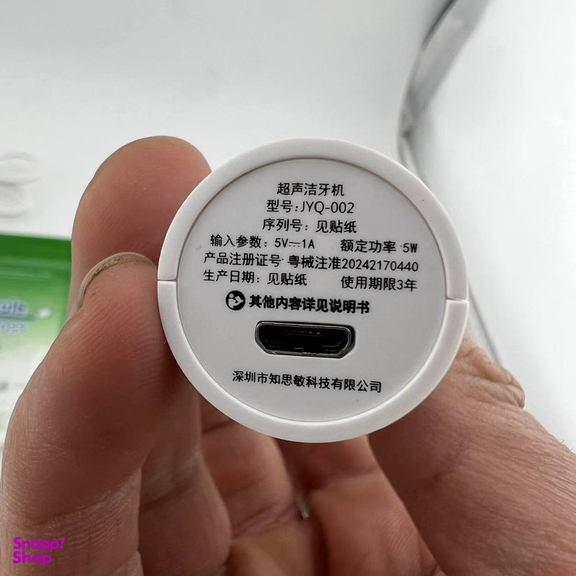 超声洁牙机
型号:JYQ-002
序列号: 见贴纸
输入参数: 5V⎓1A 额定功率 5W
产品注册证号 粤械注准20242170440
生产日期: 见贴纸 使用期限3年
其他内容详见说明书
深圳市知思敏科技有限公司
Snapp!
Shop